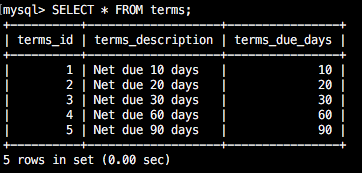 [mysql> SELECT * FROM terms;
+----------+-------------------+----------------+
| terms_id | terms_description | terms_due_days |
+----------+-------------------+----------------+
|        1 | Net due 10 days   |             10 |
|        2 | Net due 20 days   |             20 |
|        3 | Net due 30 days   |             30 |
|        4 | Net due 60 days   |             60 |
|        5 | Net due 90 days   |             90 |
+----------+-------------------+----------------+
5 rows in set (0.00 sec)